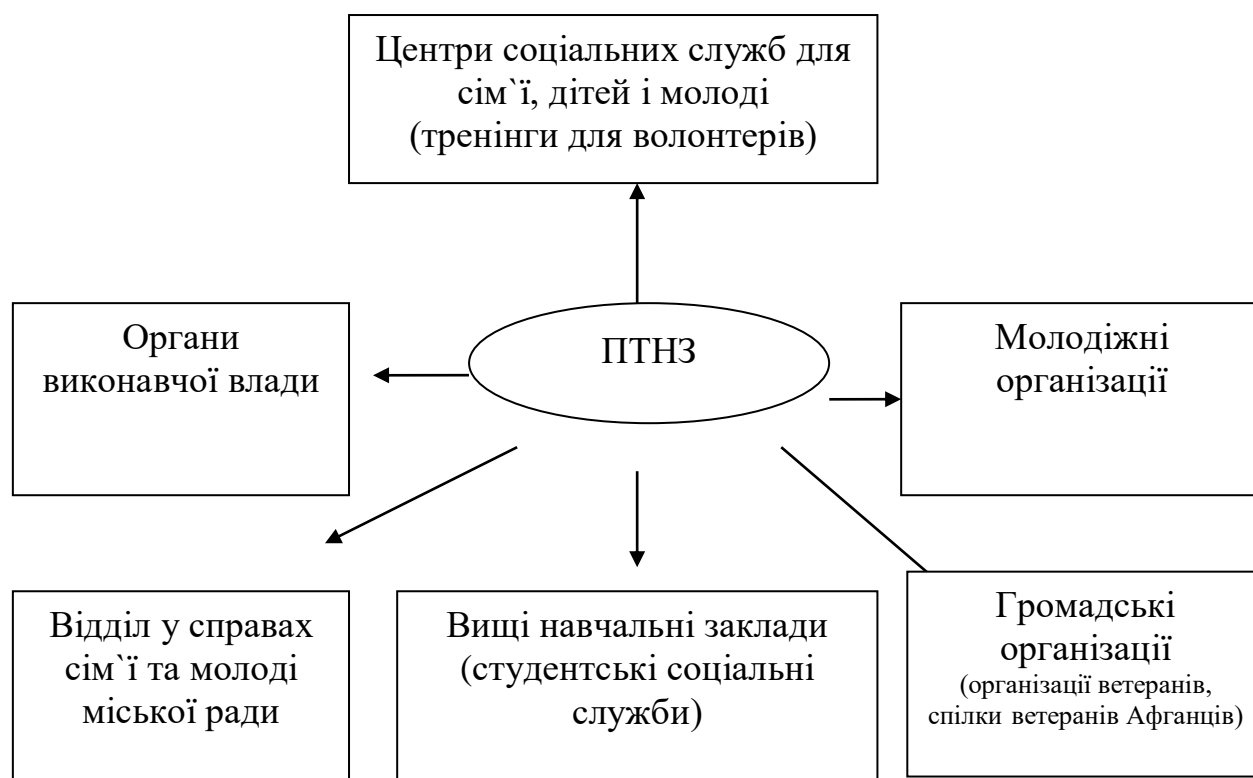 Центри соціальних служб для
сім`ї, дітей і молоді
(тренінги для волонтерів)
Органи
виконавчої влади
ПТНЗ
Молодіжні
організації
Відділ у справах
сім`ї та молоді
міської ради
Вищі навчальні заклади
(студентські соціальні
служби)
Громадські
організації
(організації ветеранів,
спілки ветеранів Афганців)